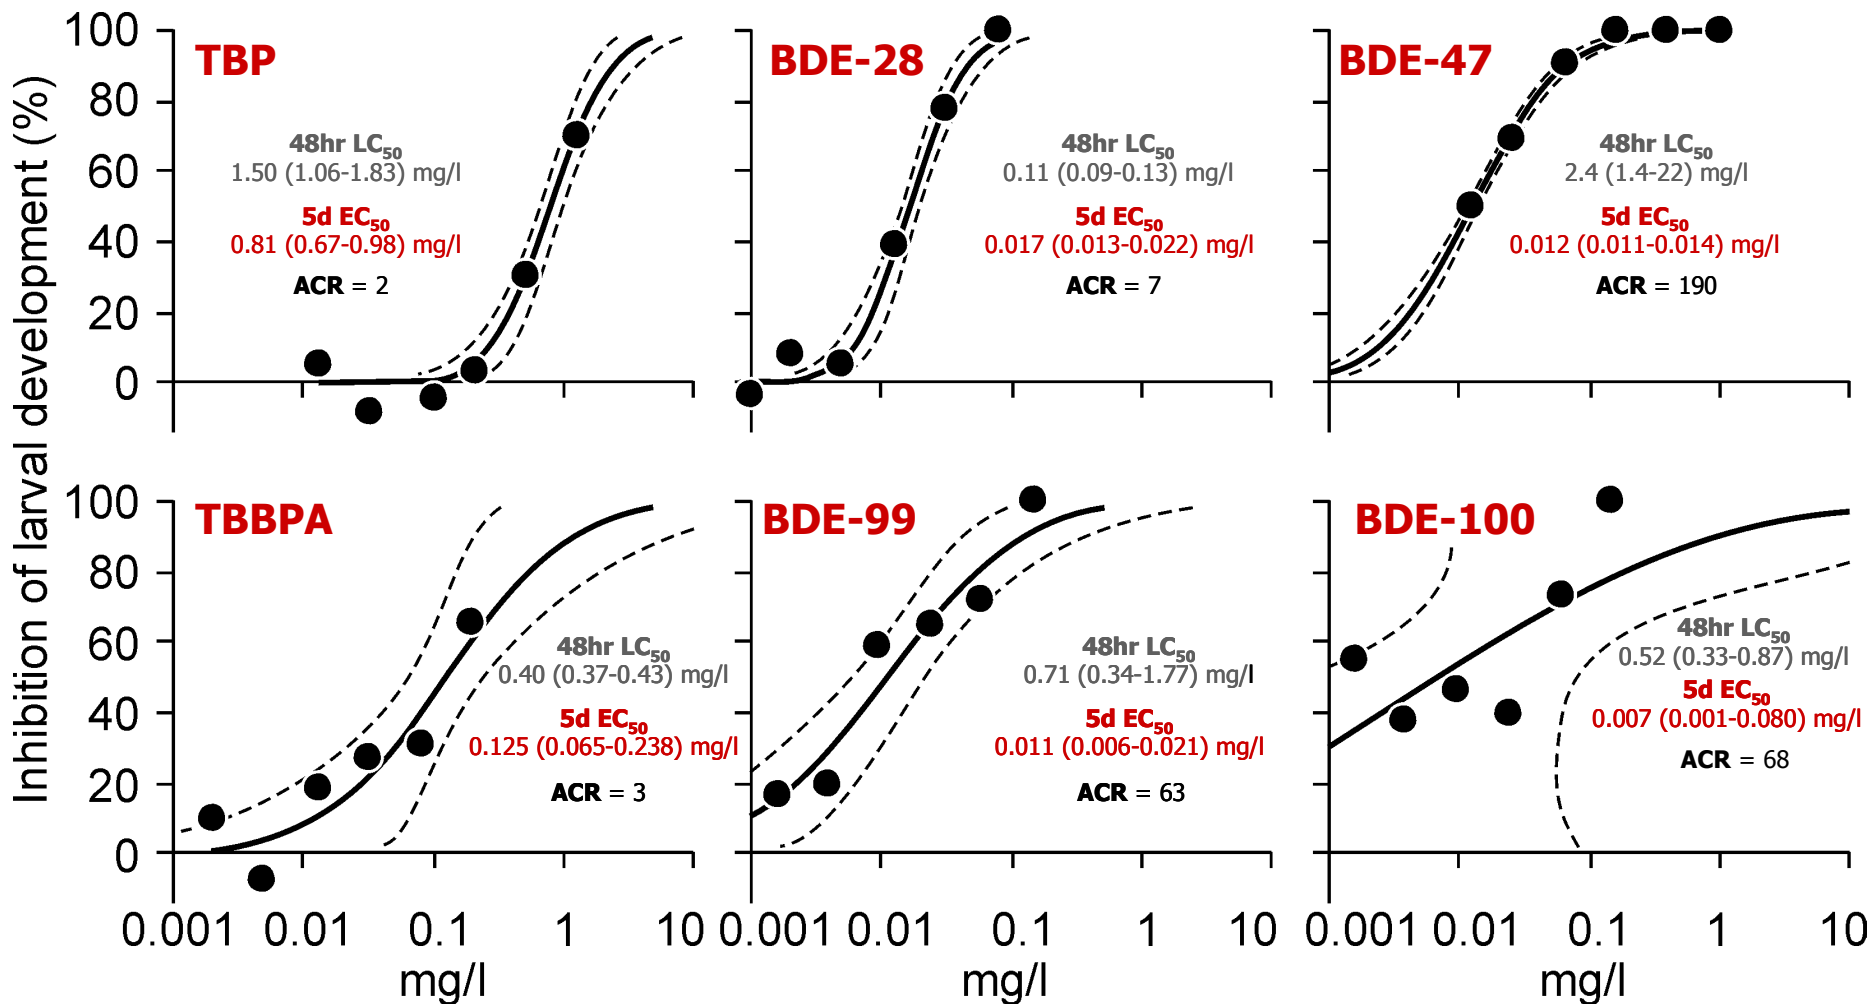 Inhibition of larval development (%)
100
80
60
40
20
0
TBP
48hr LC50
1.50 (1.06-1.83) mg/l
5d EC50
0.81 (0.67-0.98) mg/l
ACR = 2
BDE-28
48hr LC50
0.11 (0.09-0.13) mg/l
5d EC50
0.017 (0.013-0.022) mg/l
ACR = 7
BDE-47
48hr LC50
2.4 (1.4-22) mg/l
5d EC50
0.012 (0.011-0.014) mg/l
ACR = 190
100
80
60
40
20
0
TBBPA
48hr LC50
0.40 (0.37-0.43) mg/l
5d EC50
0.125 (0.065-0.238) mg/l
ACR = 3
BDE-99
48hr LC50
0.71 (0.34-1.77) mg/l
5d EC50
0.011 (0.006-0.021) mg/l
ACR = 63
BDE-100
48hr LC50
0.52 (0.33-0.87) mg/l
5d EC50
0.007 (0.001-0.080) mg/l
ACR = 68
0.001 0.01 0.1 1 10
0.001 0.01 0.1 1 10
0.001 0.01 0.1 1 10
mg/l
mg/l
mg/l